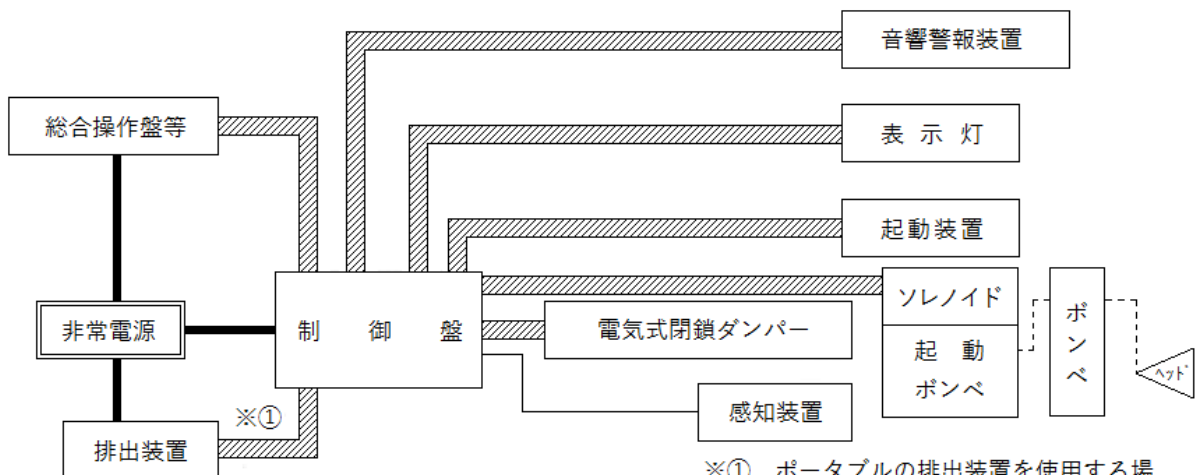 音響警報装置
総合操作盤等
表示灯
起動装置
ソレノイド
非常電源
制御盤
電気式閉鎖ダンパー
起動
ボンベ
ボンベ
ヘッド
※①
感知装置
排出装置
※① ポータブルの排出装置を使用する場